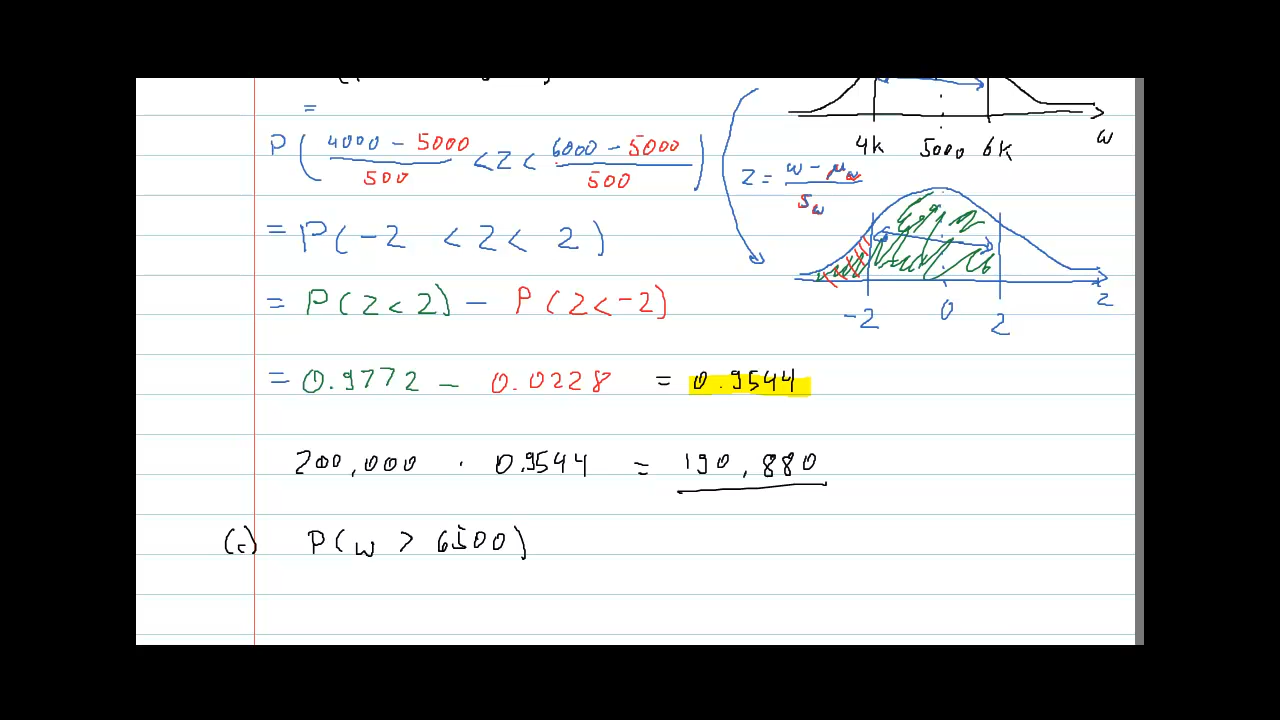 =
P ( 4000 - 5000 / 500 < Z < 6000 - 5000 / 500 )
4k 5000 6k w
Z = w - μw / Sw
= P(-2 < Z < 2)
= P(Z < 2) - P(Z < -2)
-2 0 2 z
= 0.9772 - 0.0228 = 0.9544
200,000 · 0.9544 = 190,880
(c) P(w > 6500)